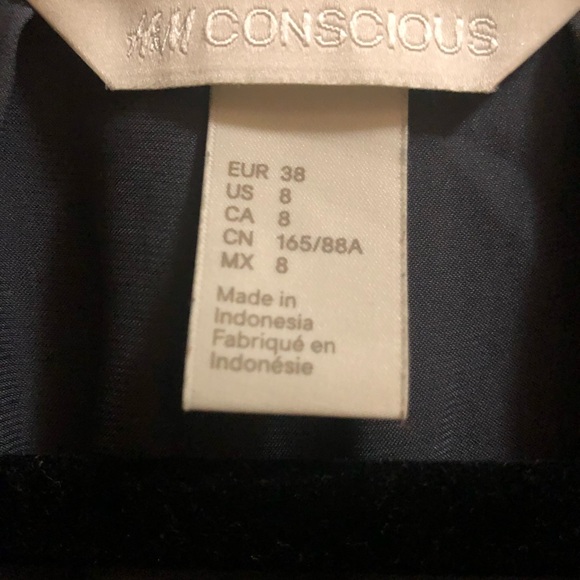 H&M CONSCIOUS
EUR 38
US 8
CA 8
CN 165/88A
MX 8
Made in
Indonesia
Fabriqué en
Indonésie